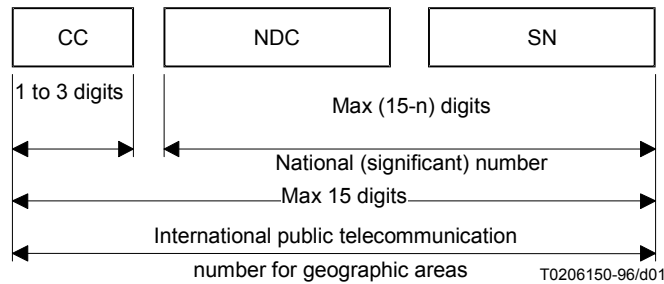 CC NDC SN
1 to 3 digits
Max (15-n) digits
National (significant) number
Max 15 digits
International public telecommunication
number for geographic areas
T0206150-96/d01